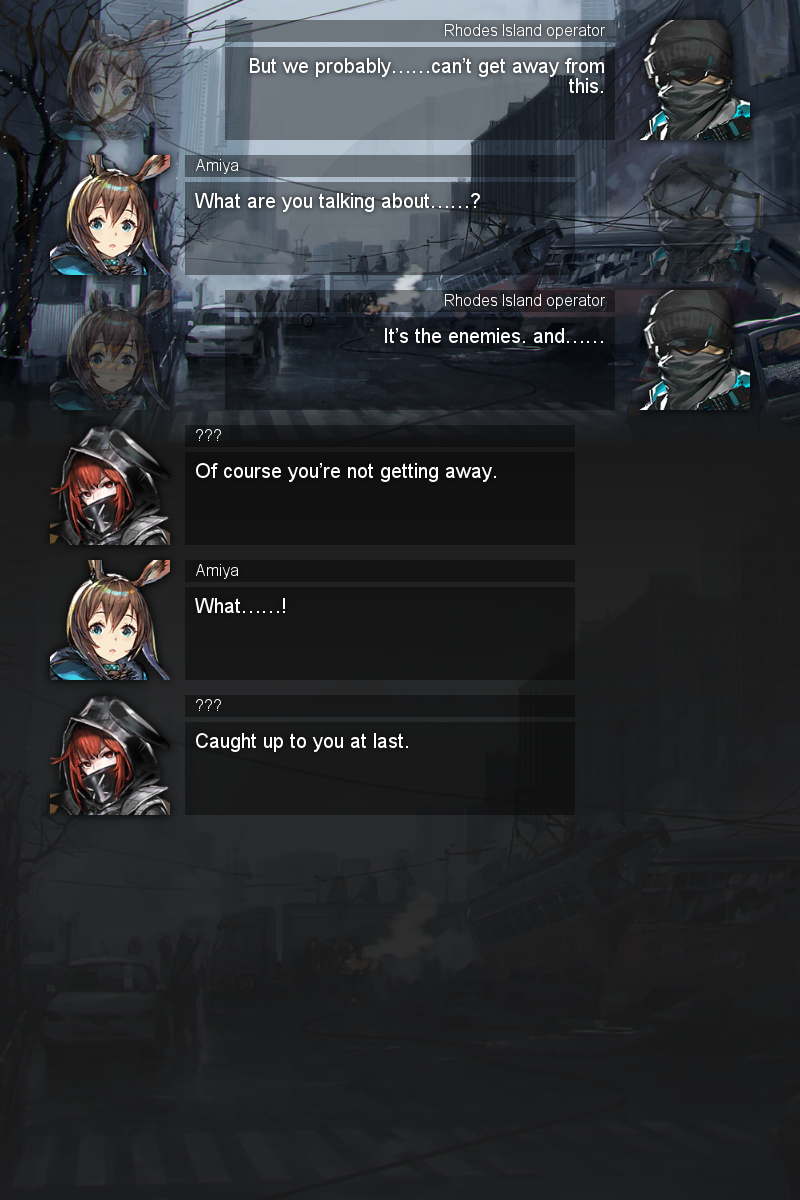 Rhodes Island operator
But we probably……can't get away from
this.
Amiya
What are you talking about……?
Rhodes Island operator
It's the enemies. and……
???
Of course you're not getting away.
Amiya
What……!
???
Caught up to you at last.